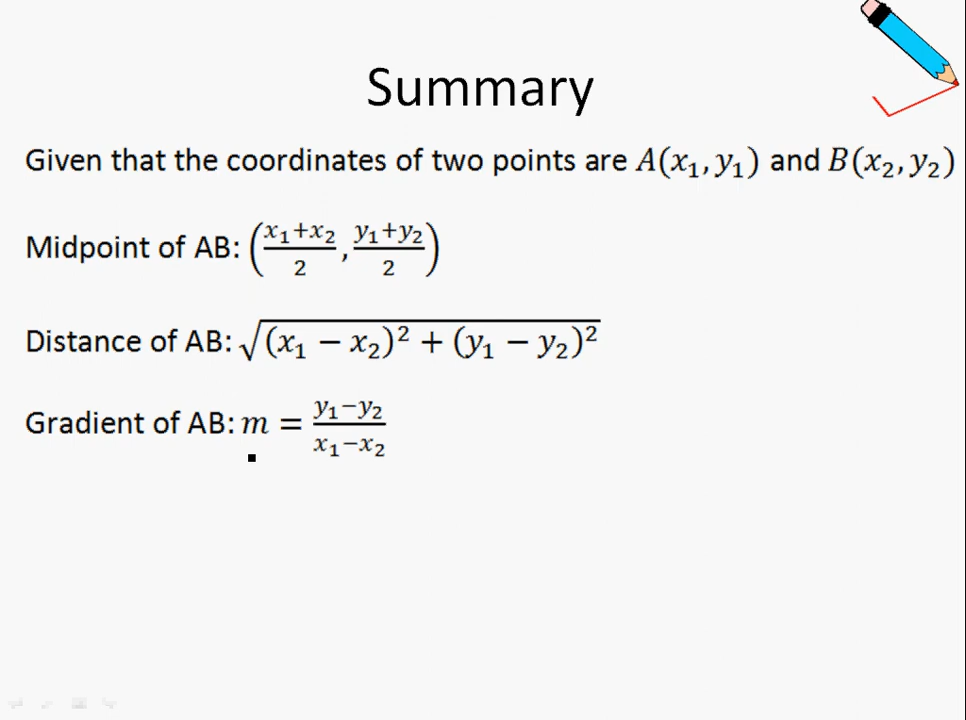 Summary
Given that the coordinates of two points are A(x₁, y₁) and B(x₂, y₂)
Midpoint of AB: ((x₁+x₂)/2, (y₁+y₂)/2)
Distance of AB: √((x₁ − x₂)² + (y₁ − y₂)²)
Gradient of AB: m = (y₁−y₂)/(x₁−x₂)